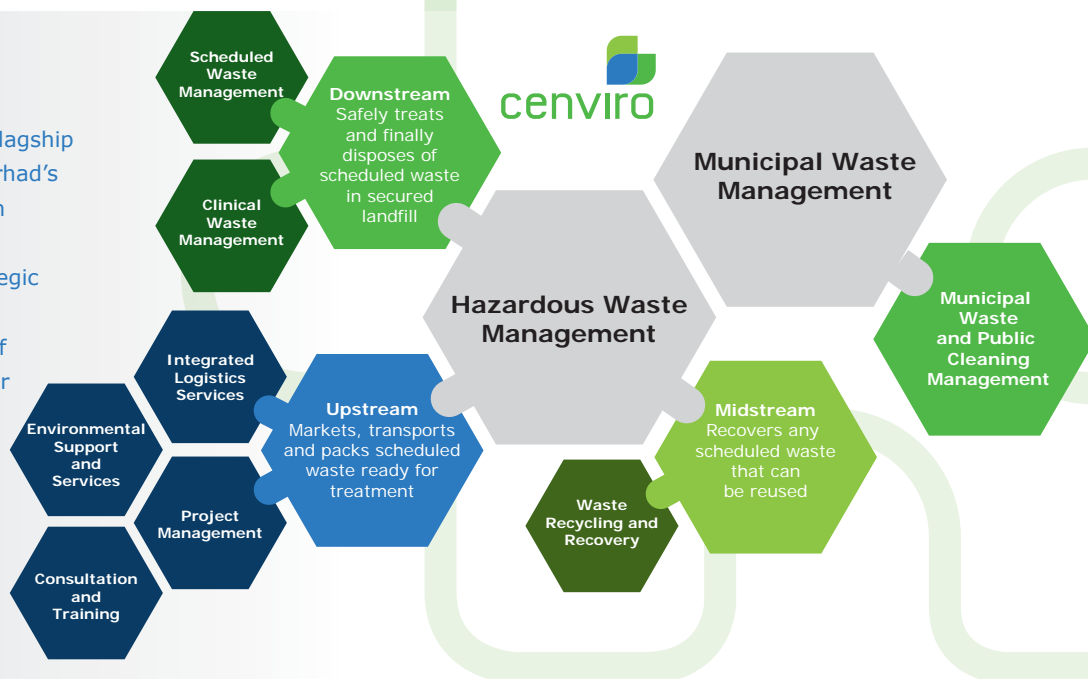 lagship
rhad's
n
egic
f
r
Scheduled
Waste
Management
Clinical
Waste
Management
Downstream
Safely treats
and finally
disposes of
scheduled waste
in secured
landfill
cenviro
Municipal Waste
Management
Hazardous Waste
Management
Municipal
Waste
and Public
Cleaning
Management
Integrated
Logistics
Services
Environmental
Support
and
Services
Project
Management
Consultation
and
Training
Upstream
Markets, transports
and packs scheduled
waste ready for
treatment
Midstream
Recovers any
scheduled waste
that can
be reused
Waste
Recycling and
Recovery